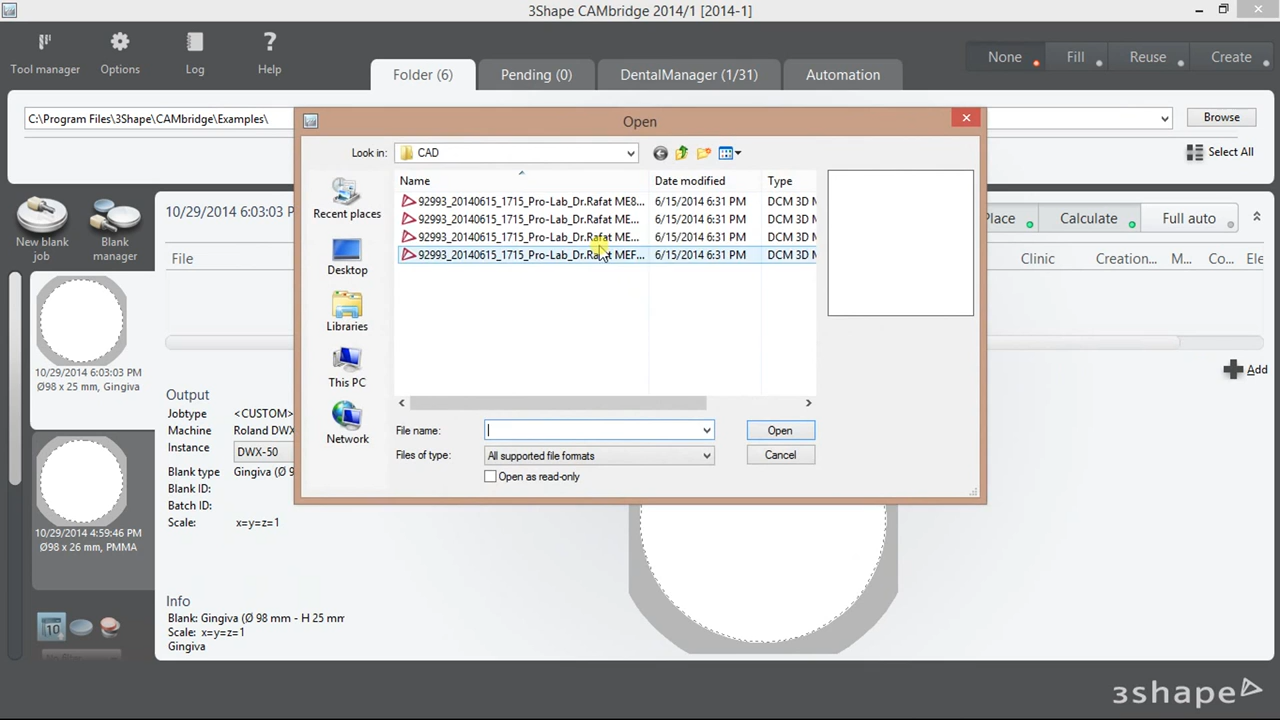 3Shape CAMbridge 2014/1 [2014-1]
Tool manager
Options
Log
Help
Folder (6)
Pending (0)
DentalManager (1/31)
Automation
None
Fill
Reuse
Create
C:\Program Files\3Shape\CAMbridge\Examples\
Browse
Select All
Open
Look in:
CAD
Name
Date modified
Type
92993_20140615_1715_Pro-Lab_Dr.Rafat ME8... 6/15/2014 6:31 PM DCM 3D M
92993_20140615_1715_Pro-Lab_Dr.Rafat ME... 6/15/2014 6:31 PM DCM 3D M
92993_20140615_1715_Pro-Lab_Dr.Rafat ME... 6/15/2014 6:31 PM DCM 3D M
92993_20140615_1715_Pro-Lab_Dr.Rafat MEF... 6/15/2014 6:31 PM DCM 3D M
Recent places
Desktop
Libraries
This PC
Network
File name:
Open
Files of type:
All supported file formats
Cancel
Open as read-only
New blank
job
Blank
manager
10/29/2014 6:03:03 P
Place
Calculate
Full auto
File
Clinic
Creation...
M...
Co...
Ele
Add
10/29/2014 6:03:03 PM
Ø98 x 25 mm, Gingiva
10/29/2014 4:59:46 PM
Ø98 x 26 mm, PMMA
10
Output
Jobtype <CUSTOM>
Machine Roland DWX
Instance DWX-50
Blank type Gingiva (Ø
Blank ID:
Batch ID:
Scale: x=y=z=1
Info
Blank: Gingiva (Ø 98 mm - H 25 mm
Scale: x=y=z=1
Gingiva
3shape